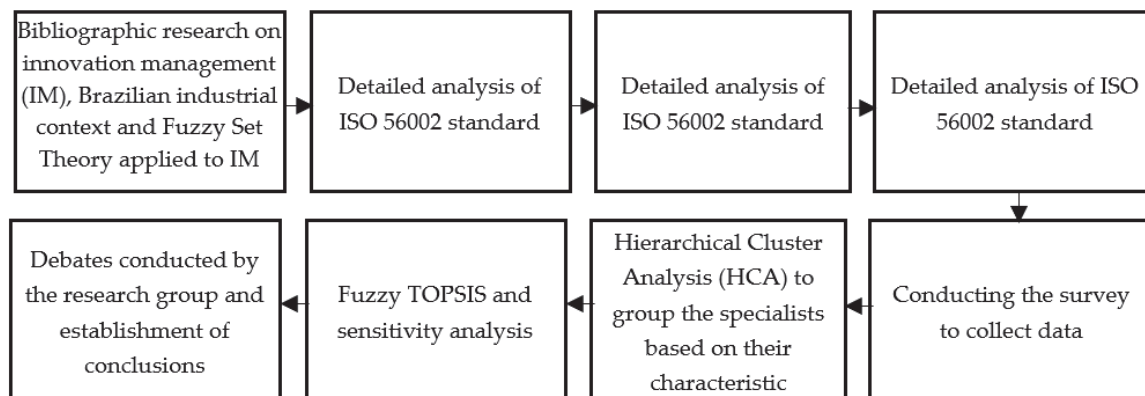 Bibliographic research on
innovation management
(IM), Brazilian industrial
context and Fuzzy Set
Theory applied to IM
Detailed analysis of
ISO 56002 standard
Detailed analysis of
ISO 56002 standard
Detailed analysis of ISO
56002 standard
Conducting the survey
to collect data
Hierarchical Cluster
Analysis (HCA) to
group the specialists
based on their
characteristic
Fuzzy TOPSIS and
sensitivity analysis
Debates conducted by
the research group and
establishment of
conclusions